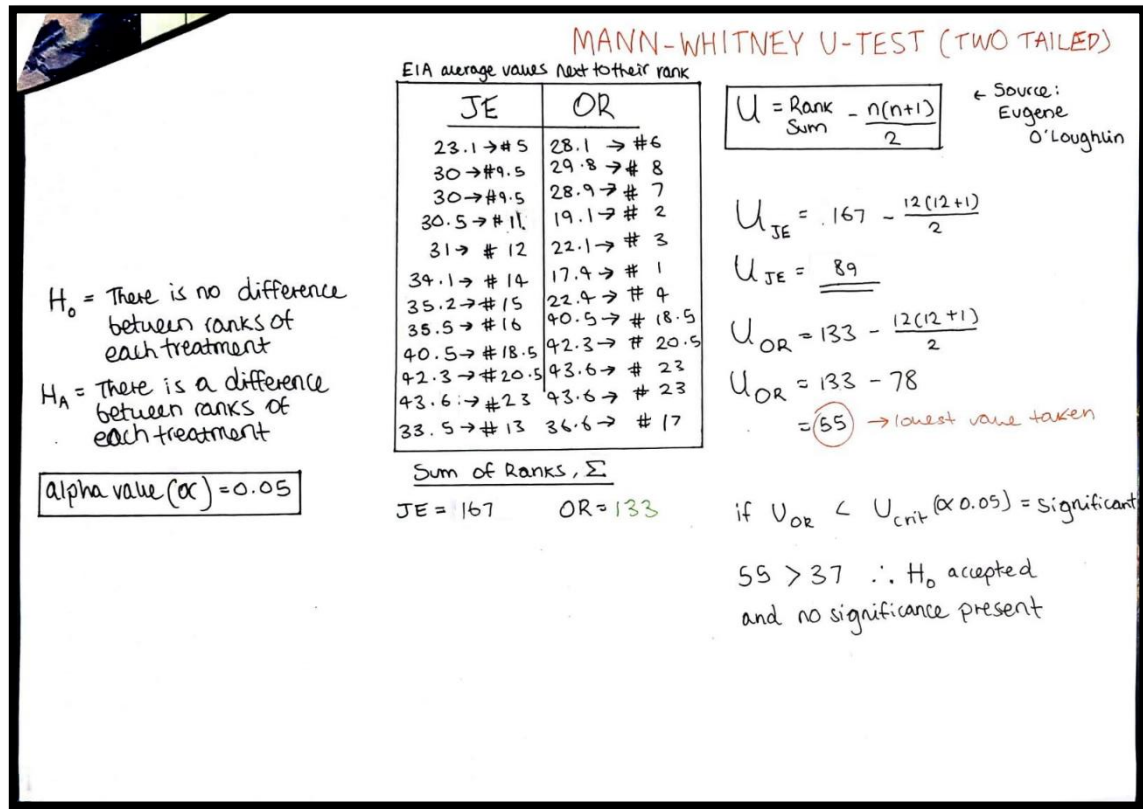 MANN-WHITNEY U-TEST (TWO TAILED)
EIA average values next to their rank
JE OR
23.1 → #5 28.1 → #6
30 → #9.5 29.8 → # 8
30 → #9.5 28.9 → # 7
30.5 → # 11 19.1 → # 2
31 → # 12 22.1 → # 3
34.1 → # 14 17.4 → # 1
35.2 → #15 22.4 → # 4
35.5 → #16 40.5 → # 18.5
40.5 → #18.5 42.3 → # 20.5
42.3 → #20.5 43.6 → # 23
43.6 → #23 43.6 → # 23
33.5 → #13 36.6 → # 17
Sum of Ranks, Σ
JE = 167 OR = 133
H₀ = There is no difference
between ranks of
each treatment
H_A = There is a difference
between ranks of
each treatment
alpha value (α) = 0.05
U = Rank Sum - n(n+1)/2
← Source:
Eugene
O'Loughlin
U_JE = 167 - 12(12+1)/2
U_JE = 89
U_OR = 133 - 12(12+1)/2
U_OR = 133 - 78
= 55 → lowest value taken
if U_OR < U_crit (α 0.05) = significant
55 > 37 ∴ H₀ accepted
and no significance present